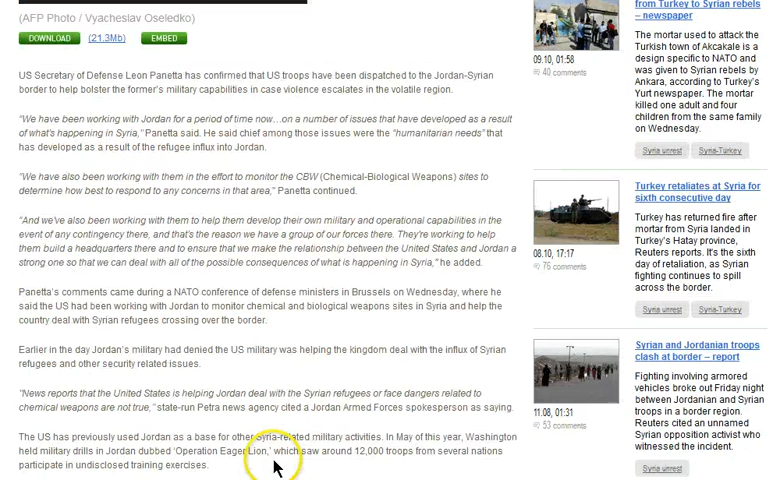 (AFP Photo / Vyacheslav Oseledko)
DOWNLOAD (21.3Mb) EMBED
US Secretary of Defense Leon Panetta has confirmed that US troops have been dispatched to the Jordan-Syrian
border to help bolster the former's military capabilities in case violence escalates in the volatile region.
“We have been working with Jordan for a period of time now…on a number of issues that have developed as a result
of what's happening in Syria,” Panetta said. He said chief among those issues were the “humanitarian needs” that
has developed as a result of the refugee influx into Jordan.
“We have also been working with them in the effort to monitor the CBW (Chemical-Biological Weapons) sites to
determine how best to respond to any concerns in that area,” Panetta continued.
“And we've also been working with them to help them develop their own military and operational capabilities in the
event of any contingency there, and that's the reason we have a group of our forces there. They're working to help
them build a headquarters there and to ensure that we make the relationship between the United States and Jordan a
strong one so that we can deal with all of the possible consequences of what is happening in Syria,” he added.
Panetta's comments came during a NATO conference of defense ministers in Brussels on Wednesday, where he
said the US had been working with Jordan to monitor chemical and biological weapons sites in Syria and help the
country deal with Syrian refugees crossing over the border.
Earlier in the day Jordan's military had denied the US military was helping the kingdom deal with the influx of Syrian
refugees and other security related issues.
“News reports that the United States is helping Jordan deal with the Syrian refugees or face dangers related to
chemical weapons are not true,” state-run Petra news agency cited a Jordan Armed Forces spokesperson as saying.
The US has previously used Jordan as a base for other Syria-related military activities. In May of this year, Washington
held military drills in Jordan dubbed ‘Operation Eager Lion,’ which saw around 12,000 troops from several nations
participate in undisclosed training exercises.
from Turkey to Syrian rebels
– newspaper
09.10, 01:58
40 comments
The mortar used to attack the
Turkish town of Akcakale is a
design specific to NATO and
was given to Syrian rebels by
Ankara, according to Turkey's
Yurt newspaper. The mortar
killed one adult and four
children from the same family
on Wednesday.
Syria unrest Syria-Turkey
Turkey retaliates at Syria for
sixth consecutive day
08.10, 17:17
75 comments
Turkey has returned fire after
mortar from Syria landed in
Turkey's Hatay province,
Reuters reports. It's the sixth
day of retaliation, as Syrian
fighting continues to spill
across the border.
Syria unrest Syria-Turkey
Syrian and Jordanian troops
clash at border – report
11.08, 01:31
53 comments
Fighting involving armored
vehicles broke out Friday night
between Jordanian and Syrian
troops in a border region.
Reuters cited an unnamed
Syrian opposition activist who
witnessed the incident.
Syria unrest